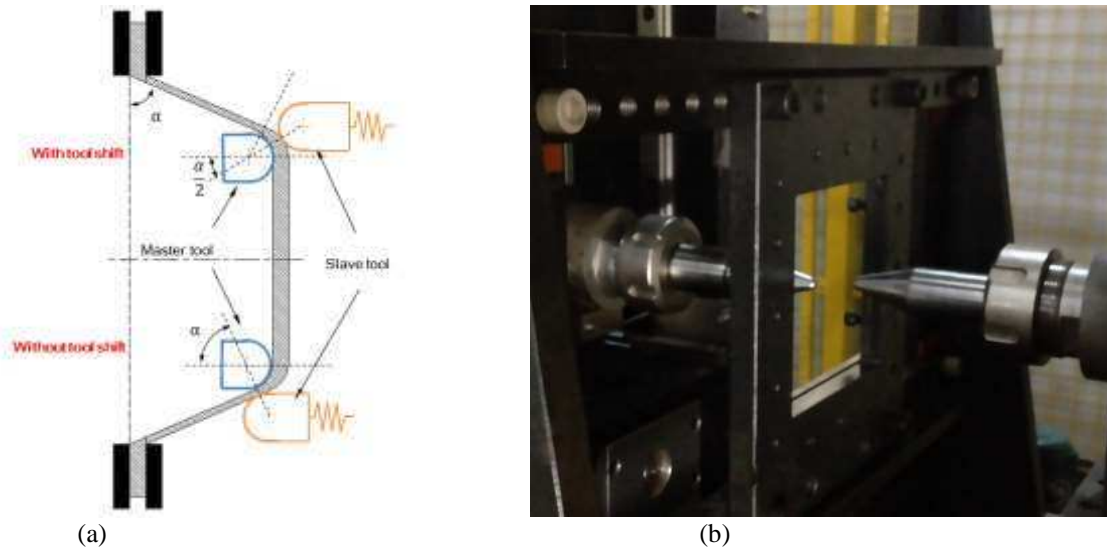 α
With tool shift
α
2
Master tool
Slave tool
α
Without tool shift
(a)
(b)